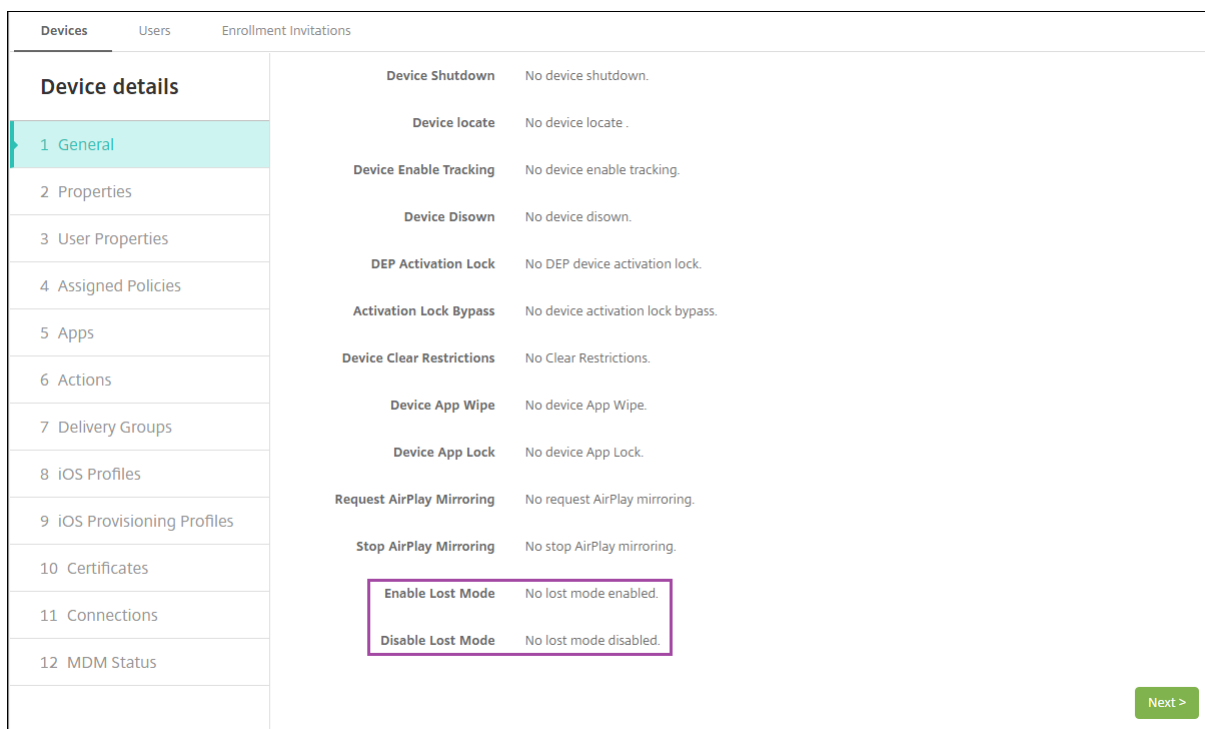 Devices Users Enrollment Invitations
Device details
1 General
2 Properties
3 User Properties
4 Assigned Policies
5 Apps
6 Actions
7 Delivery Groups
8 iOS Profiles
9 iOS Provisioning Profiles
10 Certificates
11 Connections
12 MDM Status
Device Shutdown No device shutdown.
Device locate No device locate .
Device Enable Tracking No device enable tracking.
Device Disown No device disown.
DEP Activation Lock No DEP device activation lock.
Activation Lock Bypass No device activation lock bypass.
Device Clear Restrictions No Clear Restrictions.
Device App Wipe No device App Wipe.
Device App Lock No device App Lock.
Request AirPlay Mirroring No request AirPlay mirroring.
Stop AirPlay Mirroring No stop AirPlay mirroring.
Enable Lost Mode No lost mode enabled.
Disable Lost Mode No lost mode disabled.
Next >